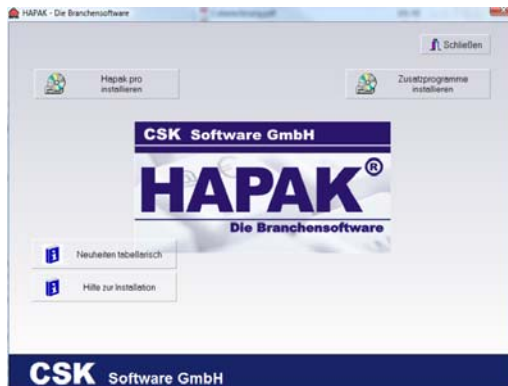 HAPAK - Die Branchensoftware
Schließen
Hapak pro
installieren
Zusatzprogramme
installieren
CSK Software GmbH
HAPAK®
Die Branchensoftware
Neuheiten tabellarisch
Hilfe zur Installation
CSK Software GmbH